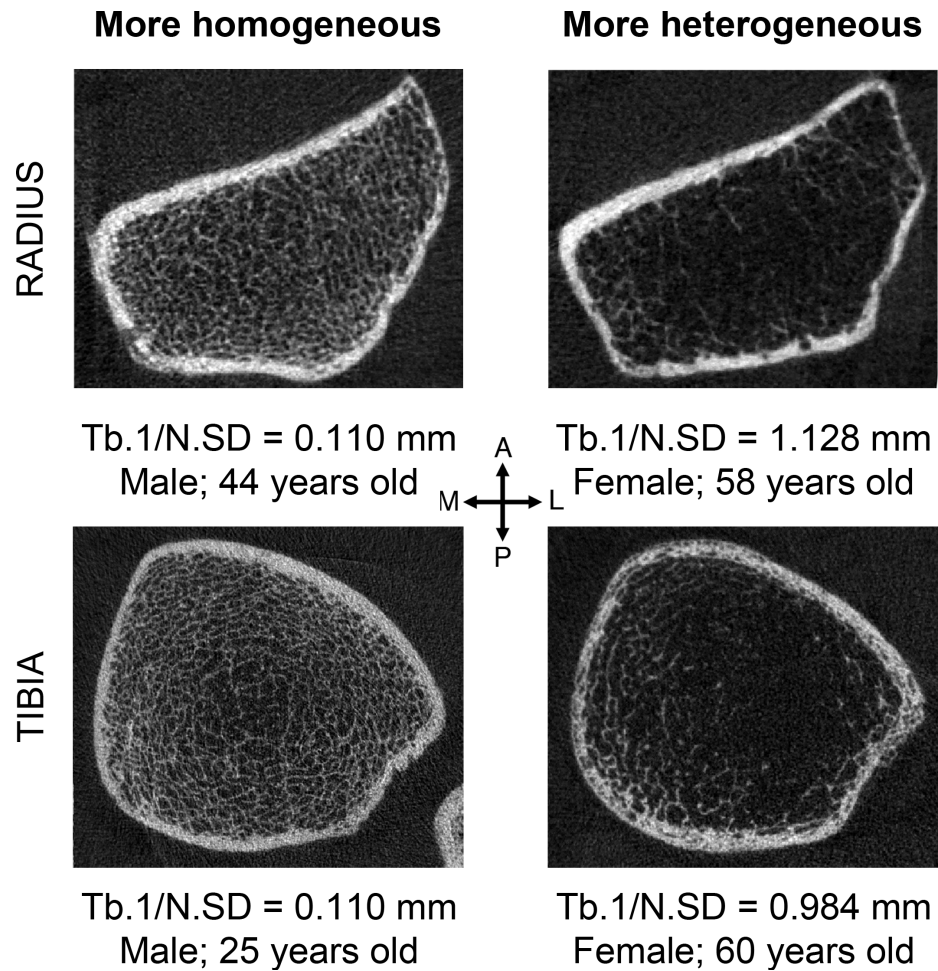 More homogeneous
More heterogeneous
RADIUS
Tb.1/N.SD = 0.110 mm
Male; 44 years old
Tb.1/N.SD = 1.128 mm
Female; 58 years old
A
M
L
P
TIBIA
Tb.1/N.SD = 0.110 mm
Male; 25 years old
Tb.1/N.SD = 0.984 mm
Female; 60 years old